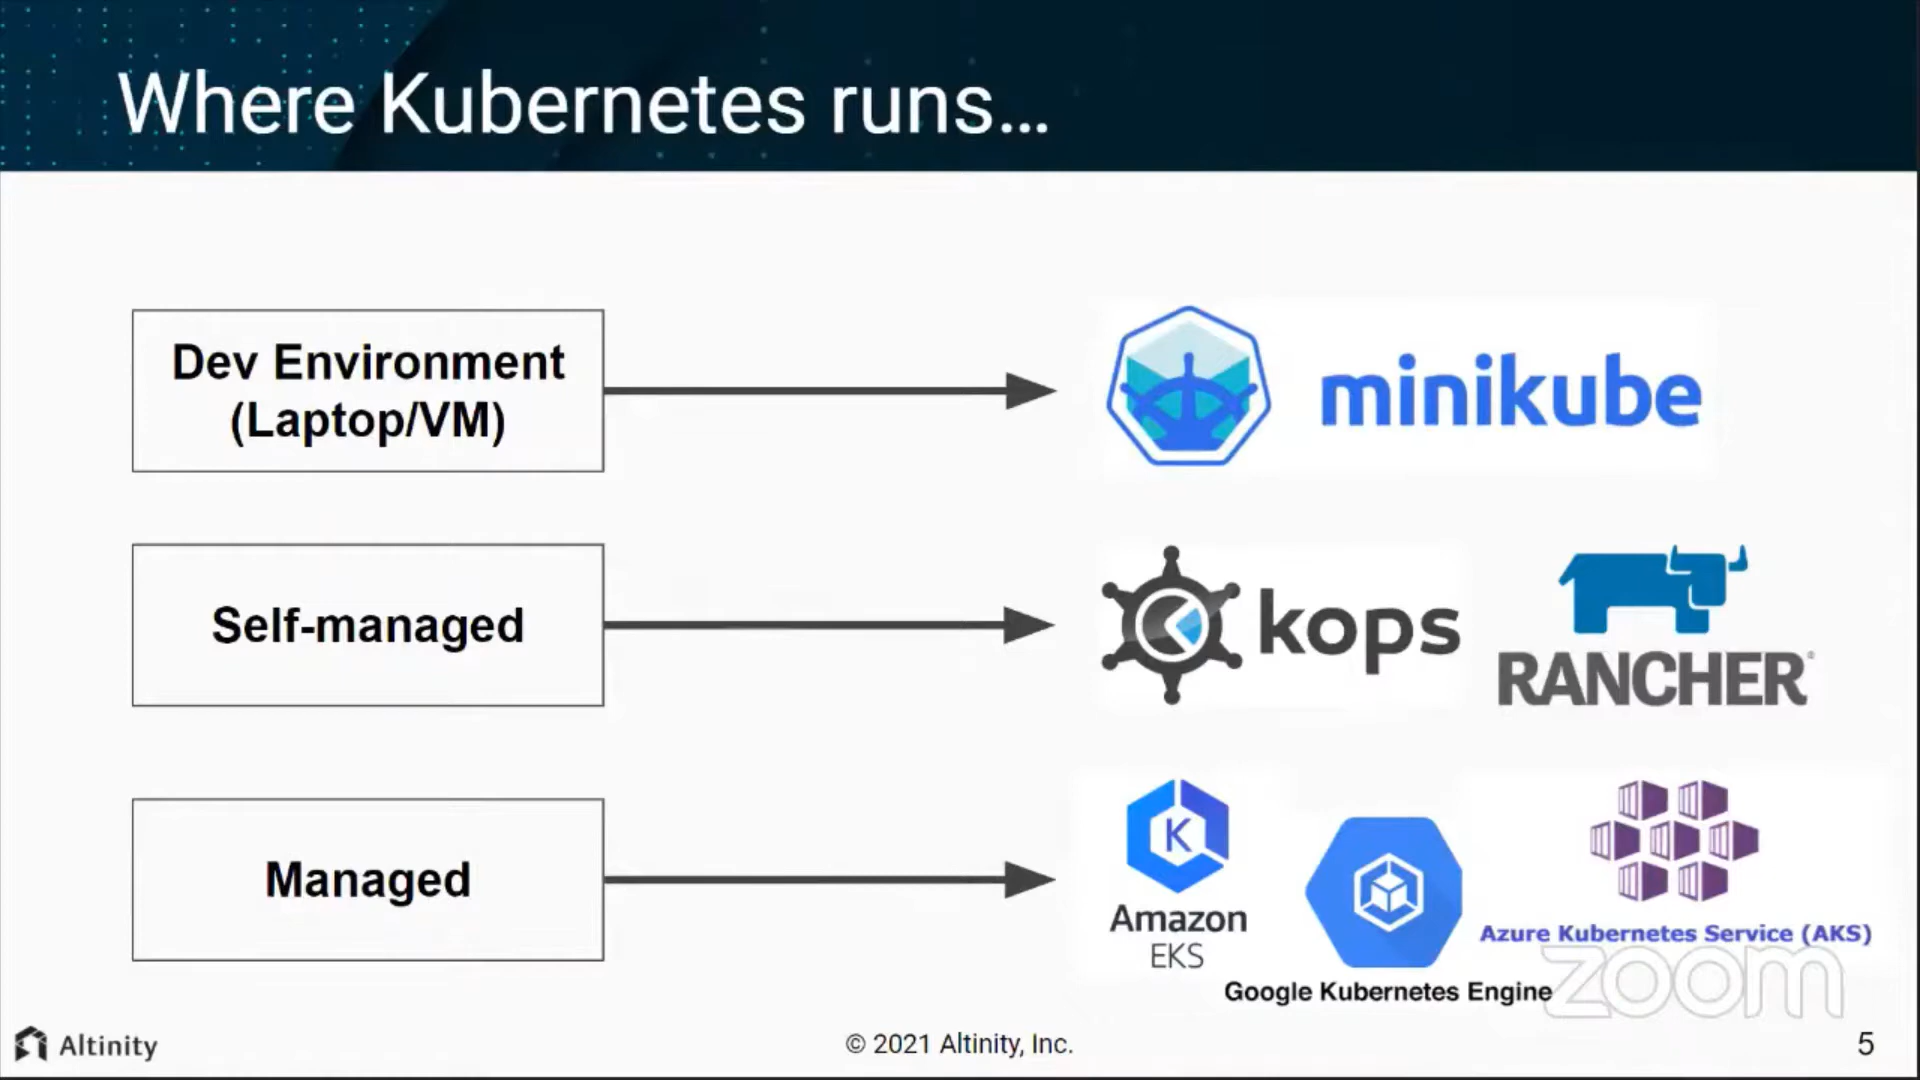 Where Kubernetes runs...
Dev Environment
(Laptop/VM)
minikube
Self-managed
kops
RANCHER
Managed
K
Amazon
EKS
Google Kubernetes Engine
Azure Kubernetes Service (AKS)
zoom
Altinity
© 2021 Altinity, Inc.
5